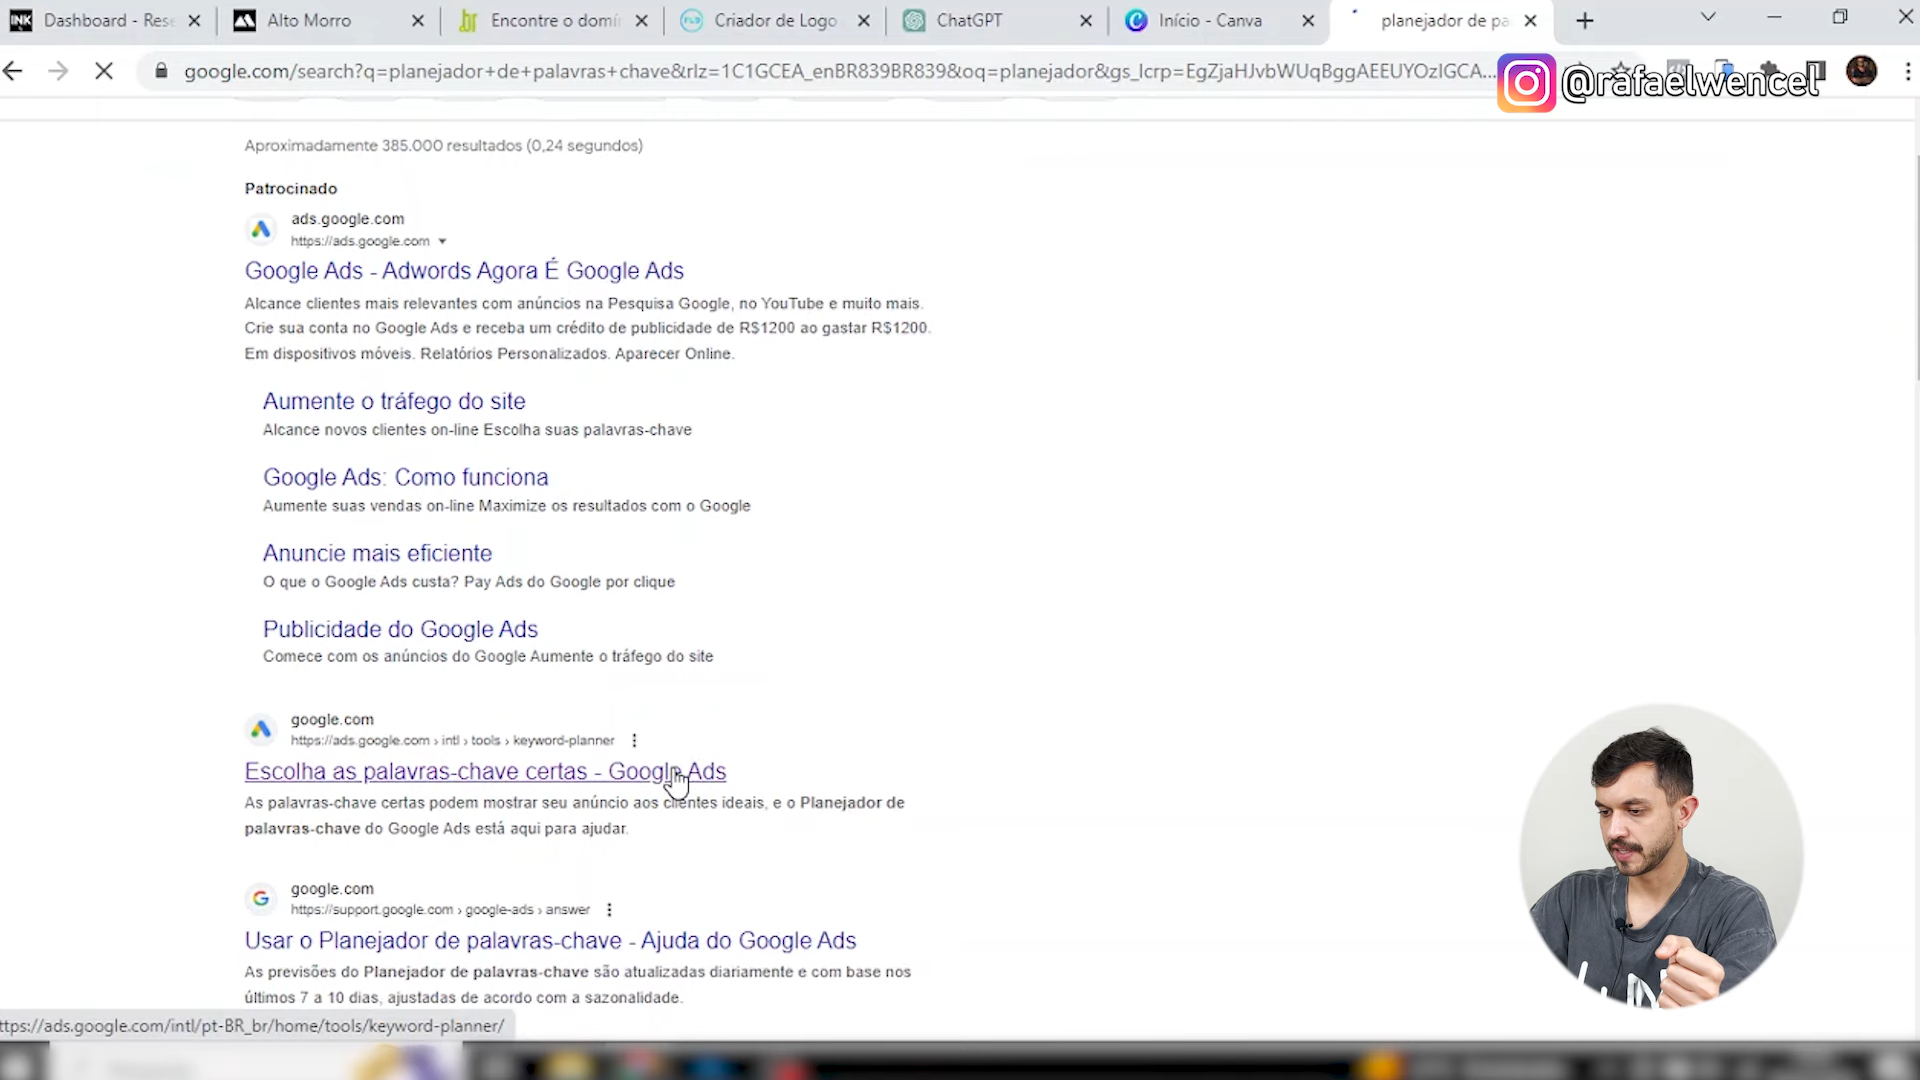 Dashboard - Rese
Alto Morro
Encontre o domín
Criador de Logo
ChatGPT
Início - Canva
planejador de pa
google.com/search?q=planejador+de+palavras+chave&rlz=1C1GCEA_enBR839BR839&oq=planejador&gs_lcrp=EgZjaHJvbWUqBggAEEUYOzIGCA...
@rafaelwencel
Aproximadamente 385.000 resultados (0,24 segundos)
Patrocinado
ads.google.com
https://ads.google.com
Google Ads - Adwords Agora É Google Ads
Alcance clientes mais relevantes com anúncios na Pesquisa Google, no YouTube e muito mais.
Crie sua conta no Google Ads e receba um crédito de publicidade de R$1200 ao gastar R$1200.
Em dispositivos móveis. Relatórios Personalizados. Aparecer Online.
Aumente o tráfego do site
Alcance novos clientes on-line Escolha suas palavras-chave
Google Ads: Como funciona
Aumente suas vendas on-line Maximize os resultados com o Google
Anuncie mais eficiente
O que o Google Ads custa? Pay Ads do Google por clique
Publicidade do Google Ads
Comece com os anúncios do Google Aumente o tráfego do site
google.com
https://ads.google.com › intl › tools › keyword-planner
Escolha as palavras-chave certas - Google Ads
As palavras-chave certas podem mostrar seu anúncio aos clientes ideais, e o Planejador de
palavras-chave do Google Ads está aqui para ajudar.
google.com
https://support.google.com › google-ads › answer
Usar o Planejador de palavras-chave - Ajuda do Google Ads
As previsões do Planejador de palavras-chave são atualizadas diariamente e com base nos
últimos 7 a 10 dias, ajustadas de acordo com a sazonalidade.
ttps://ads.google.com/intl/pt-BR_br/home/tools/keyword-planner/